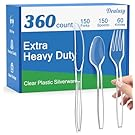 Dealusy
360 count
150 Forks
150 Spoons
60 Knives
Extra
Heavy Duty
Clear Plastic Silverware